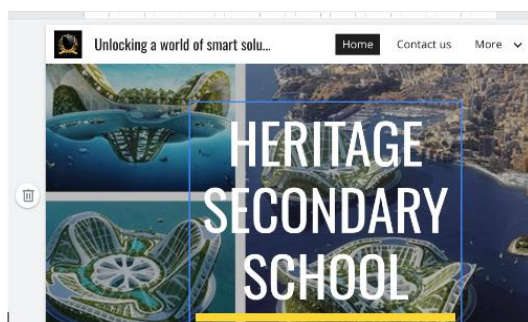 Unlocking a world of smart solu...
Home
Contact us
More
HERITAGE
SECONDARY
SCHOOL